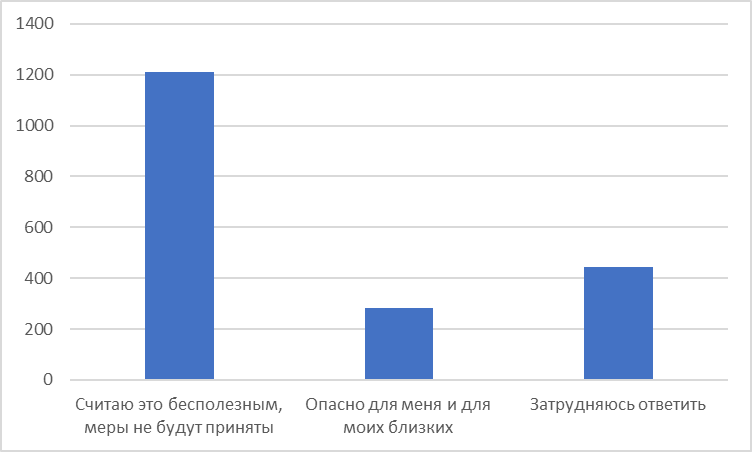 1400
1200
1000
800
600
400
200
0
Считаю это бесполезным,
меры не будут приняты
Опасно для меня и для
моих близких
Затрудняюсь ответить